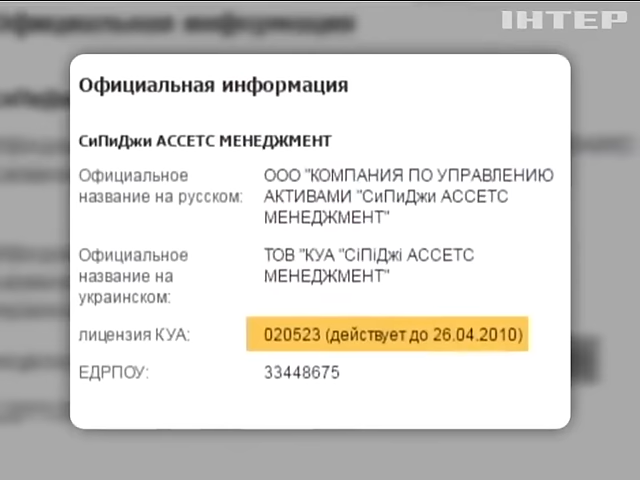 ІНТЕР
Официальная информация
СиПиДжи АССЕТС МЕНЕДЖМЕНТ
Официальное
название на русском:
ООО "КОМПАНИЯ ПО УПРАВЛЕНИЮ
АКТИВАМИ "СиПиДжи АССЕТС
МЕНЕДЖМЕНТ"
Официальное
название на
украинском:
ТОВ "КУА "СіПіДжі АССЕТС
МЕНЕДЖМЕНТ"
лицензия КУА:
020523 (действует до 26.04.2010)
ЕДРПОУ:
33448675